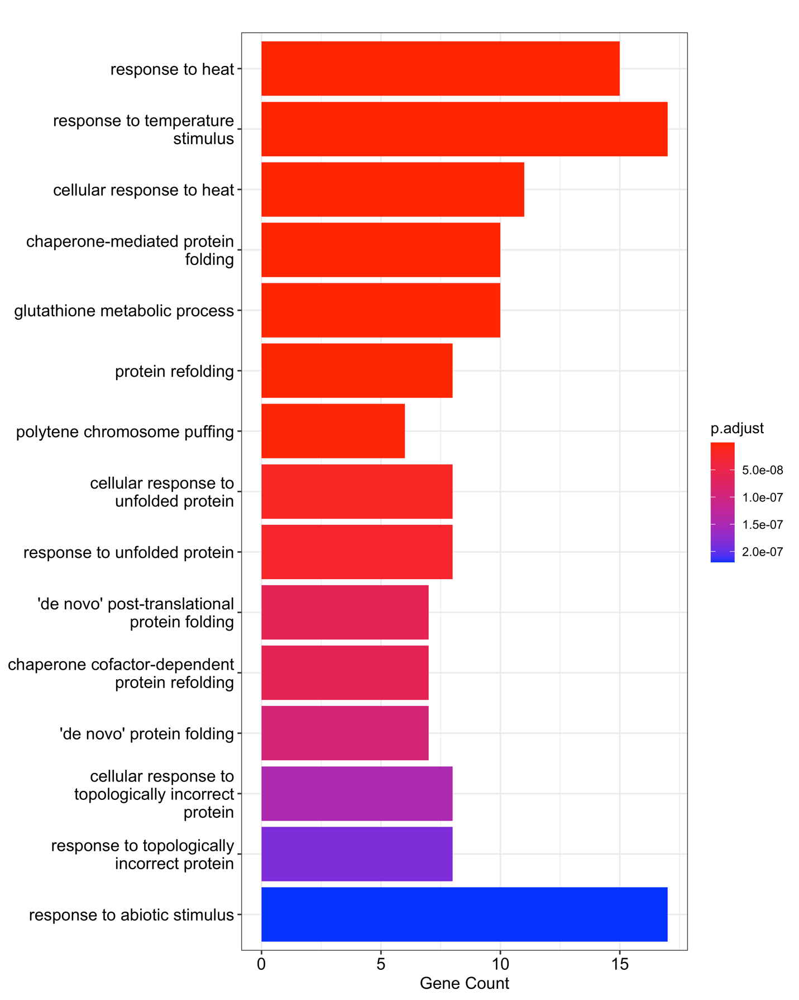 response to heat
response to temperature
stimulus
cellular response to heat
chaperone-mediated protein
folding
glutathione metabolic process
protein refolding
polytene chromosome puffing
cellular response to
unfolded protein
response to unfolded protein
'de novo' post-translational
protein folding
chaperone cofactor-dependent
protein refolding
'de novo' protein folding
cellular response to
topologically incorrect
protein
response to topologically
incorrect protein
response to abiotic stimulus
0 5 10 15
Gene Count
p.adjust
5.0e-08
1.0e-07
1.5e-07
2.0e-07